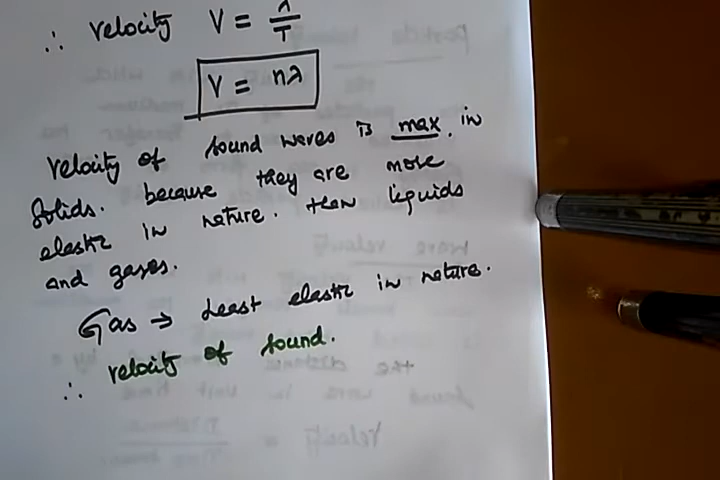 ∴ velocity V = λ/T
V = nλ
velocity of sound waves is max. in
solids. because they are more
elastic in nature. then liquids
and gases.
Gas → Least elastic in nature.
∴ velocity of sound.